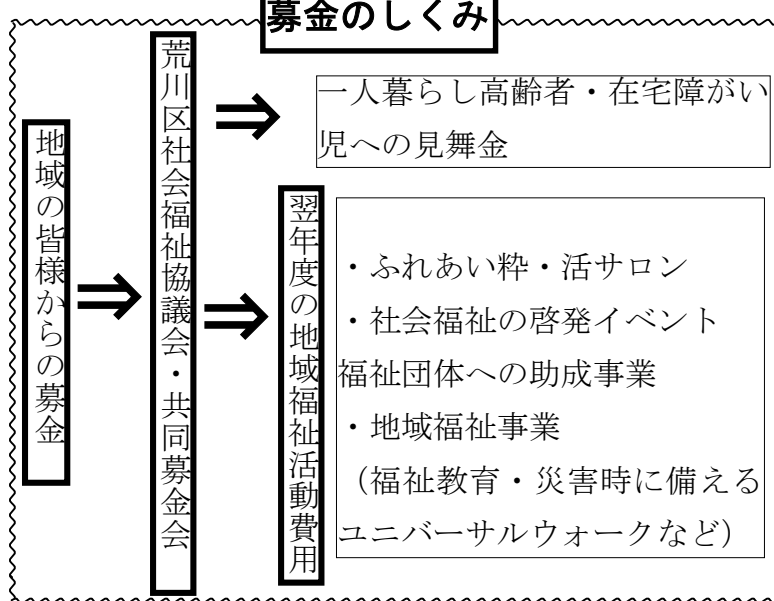 募金のしくみ
地域の皆様からの募金
⇒
荒川区社会福祉協議会・共同募金会
⇒
一人暮らし高齢者・在宅障がい
児への見舞金
⇒
翌年度の地域福祉活動費用
・ふれあい粋・活サロン
・社会福祉の啓発イベント
福祉団体への助成事業
・地域福祉事業
（福祉教育・災害時に備える
ユニバーサルウォークなど）